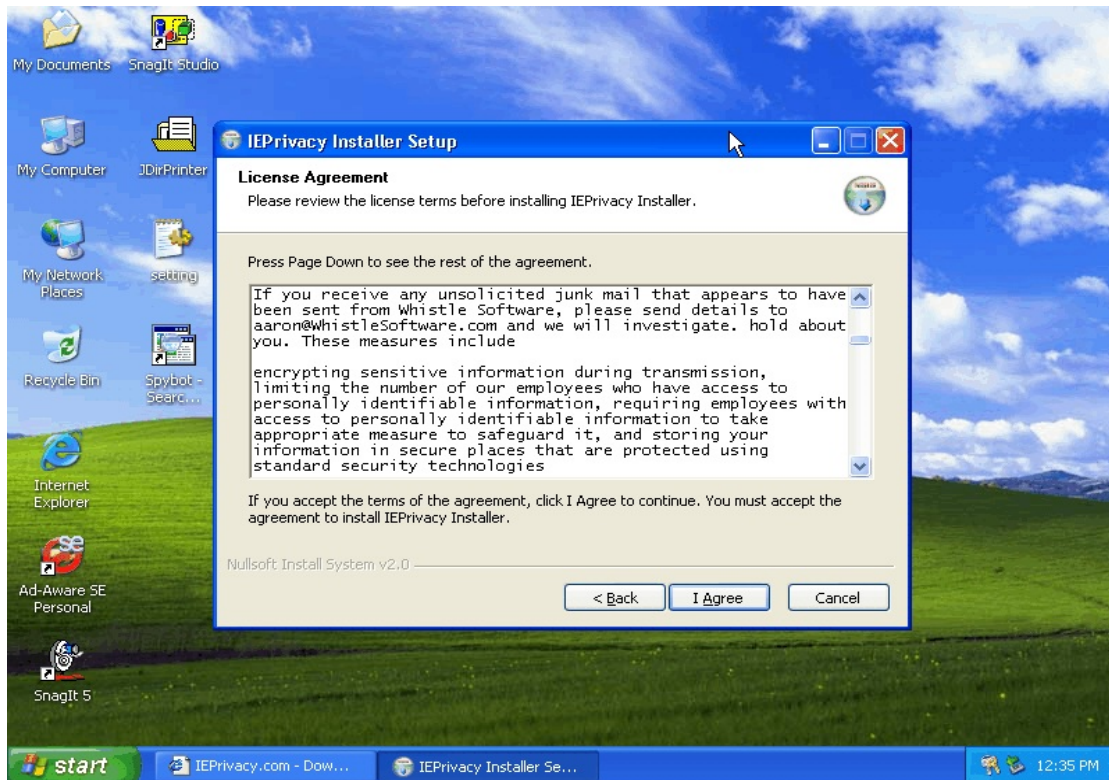 My Documents
SnagIt Studio
My Computer
JDirPrinter
My Network
Places
setting
Recycle Bin
Spybot -
Searc...
Internet
Explorer
Ad-Aware SE
Personal
SnagIt 5
IEPrivacy Installer Setup
License Agreement
Please review the license terms before installing IEPrivacy Installer.
Press Page Down to see the rest of the agreement.
If you receive any unsolicited junk mail that appears to have
been sent from Whistle Software, please send details to
aaron@WhistleSoftware.com and we will investigate. hold about
you. These measures include
encrypting sensitive information during transmission,
limiting the number of our employees who have access to
personally identifiable information, requiring employees with
access to personally identifiable information to take
appropriate measure to safeguard it, and storing your
information in secure places that are protected using
standard security technologies
If you accept the terms of the agreement, click I Agree to continue. You must accept the
agreement to install IEPrivacy Installer.
Nullsoft Install System v2.0
< Back
I Agree
Cancel
start
IEPrivacy.com - Dow...
IEPrivacy Installer Se...
12:35 PM